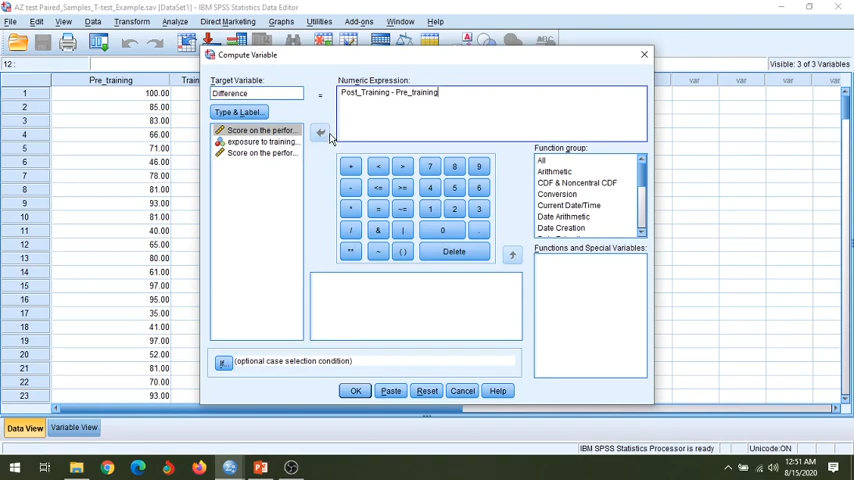 AZ test Paired_Samples_T-test_Example.sav [DataSet1] - IBM SPSS Statistics Data Editor
File Edit View Data Transform Analyze Direct Marketing Graphs Utilities Add-ons Window Help
12 :
Visible: 3 of 3 Variables
Pre_training
var
var
1 100.00
2 85.00
3 83.00
4 66.00
5 71.00
6 46.00
7 78.00
8 81.00
9 93.00
10 81.00
11 40.00
12 65.00
13 80.00
14 61.00
15 97.00
16 95.00
17 35.00
18 41.00
19 97.00
20 52.00
21 81.00
22 70.00
23 93.00
Compute Variable
Target Variable:
Difference
=
Type & Label...
Score on the perfor...
exposure to training...
Score on the perfor...
Numeric Expression:
Post_Training - Pre_training
+ < > 7 8 9
- <= >= 4 5 6
* = ~= 1 2 3
/ & | 0 .
** ~ ( ) Delete
Function group:
All
Arithmetic
CDF & Noncentral CDF
Conversion
Current Date/Time
Date Arithmetic
Date Creation
Functions and Special Variables:
If... (optional case selection condition)
OK Paste Reset Cancel Help
Data View Variable View
IBM SPSS Statistics Processor is ready
Unicode:ON
12:51 AM
8/15/2020